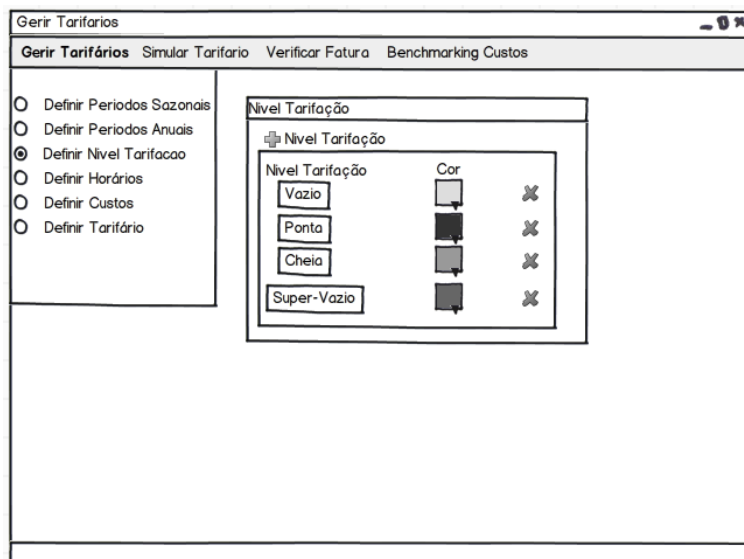 Gerir Tarifarios
Gerir Tarifários Simular Tarifario Verificar Fatura Benchmarking Custos
Definir Periodos Sazonais
Definir Periodos Anuais
Definir Nivel Tarifacao
Definir Horários
Definir Custos
Definir Tarifário
Nivel Tarifação
Nivel Tarifação
Nivel Tarifação Cor
Vazio
Ponta
Cheia
Super-Vazio